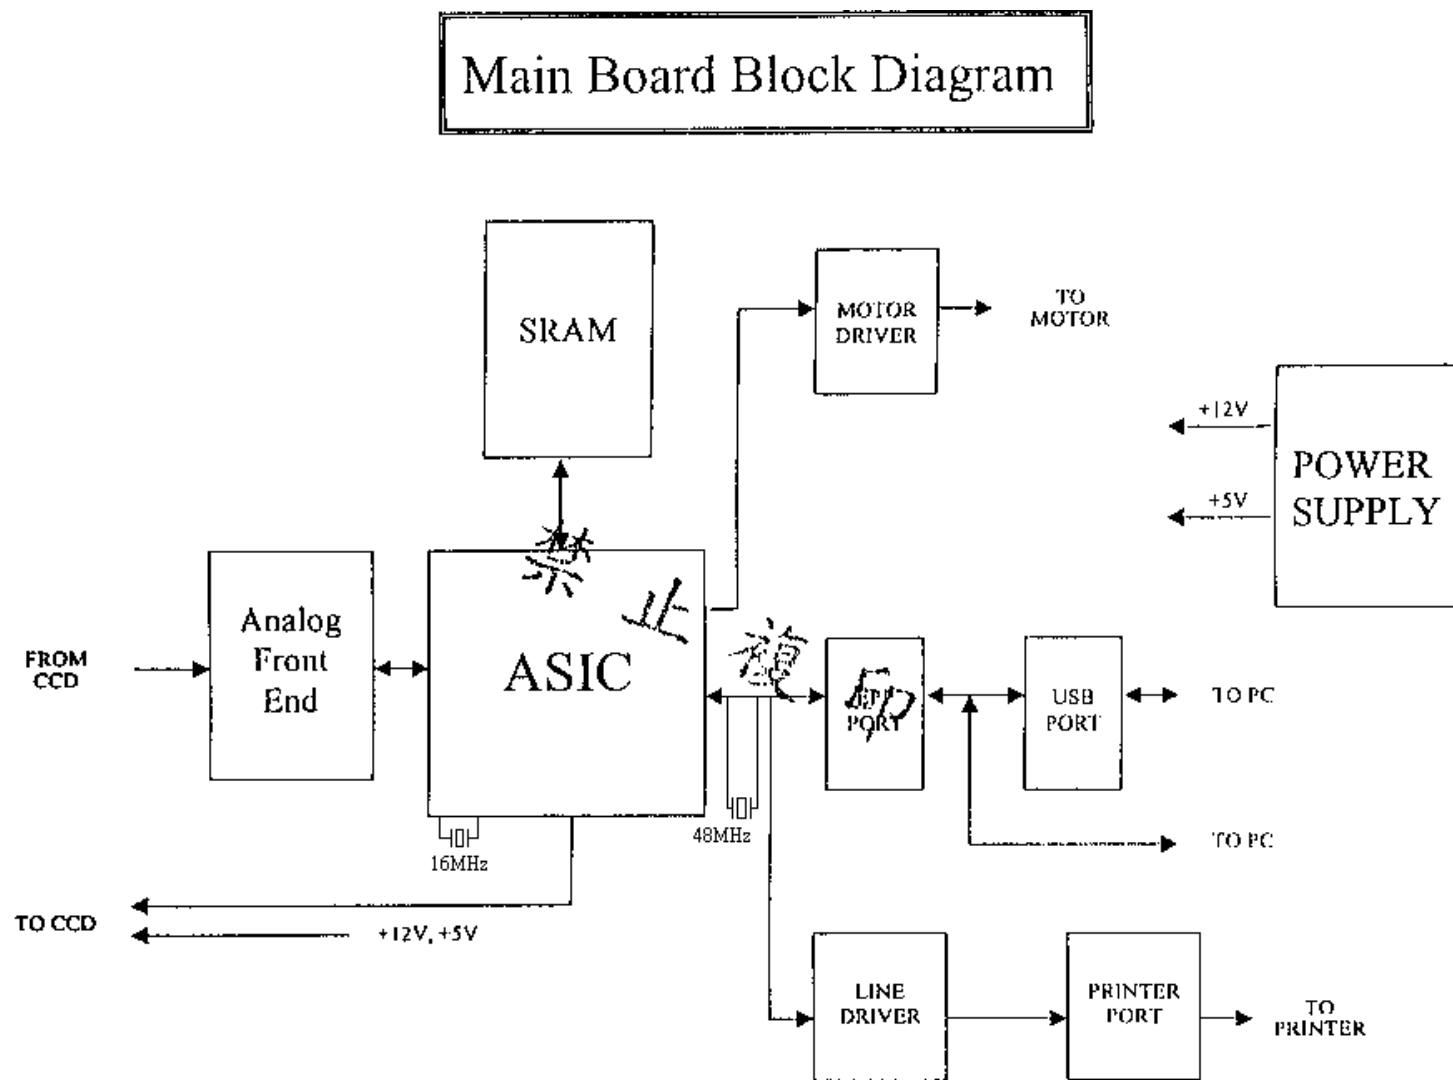 Main Board Block Diagram
SRAM
MOTOR
DRIVER
TO
MOTOR
+12V
POWER
SUPPLY
+5V
禁止複印
Analog
Front
End
FROM
CCD
ASIC
PORT
USB
PORT
TO PC
48MHz
16MHz
TO PC
TO CCD
+12V, +5V
LINE
DRIVER
PRINTER
PORT
TO
PRINTER